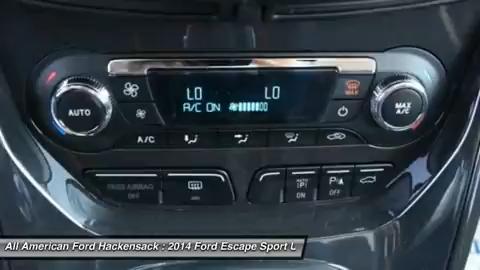 LO LO
A/C ON
MAX
AUTO
MAX
A/C
A/C
PASS AIRBAG
OFF
AUTO
P
ON
P
OFF
All American Ford Hackensack : 2014 Ford Escape Sport U